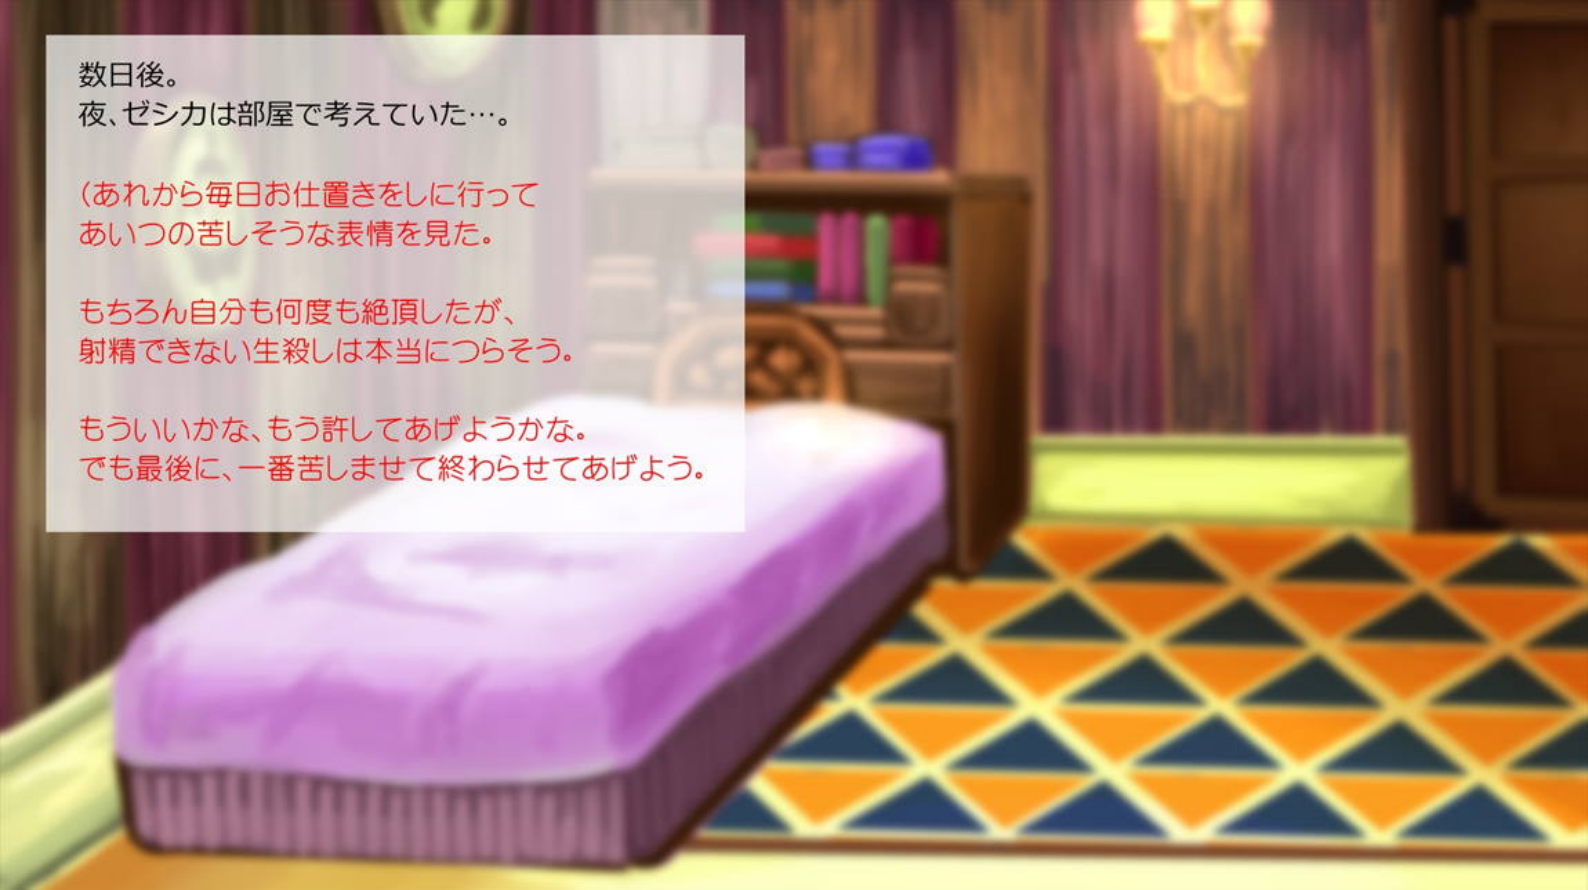 数日後。
夜、ゼシカは部屋で考えていた…。
（あれから毎日お仕置きをしに行って
あいつの苦しそうな表情を見た。
もちろん自分も何度も絶頂したが、
射精できない生殺しは本当につらそう。
もういいかな、もう許してあげようかな。
でも最後に、一番苦しませて終わらせてあげよう。